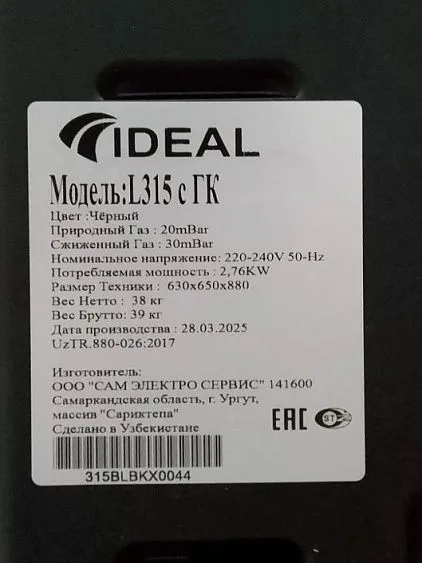 IDEAL
Модель:L315 с ГК
Цвет :Чёрный
Природный Газ : 20mBar
Сжиженный Газ : 30mBar
Номинальное напряжение: 220-240V 50-Hz
Потребляемая мощность : 2,76KW
Размер Техники : 630x650x880
Вес Нетто : 38 кг
Вес Брутто: 39 кг
Дата производства : 28.03.2025
UzTR.880-026:2017
Изготовитель:
ООО "САМ ЭЛЕКТРО СЕРВИС" 141600
Самаркандская область, г. Ургут,
массив "Сариктепа"
Сделано в Узбекистане
EAC ST
315BLBKX0044